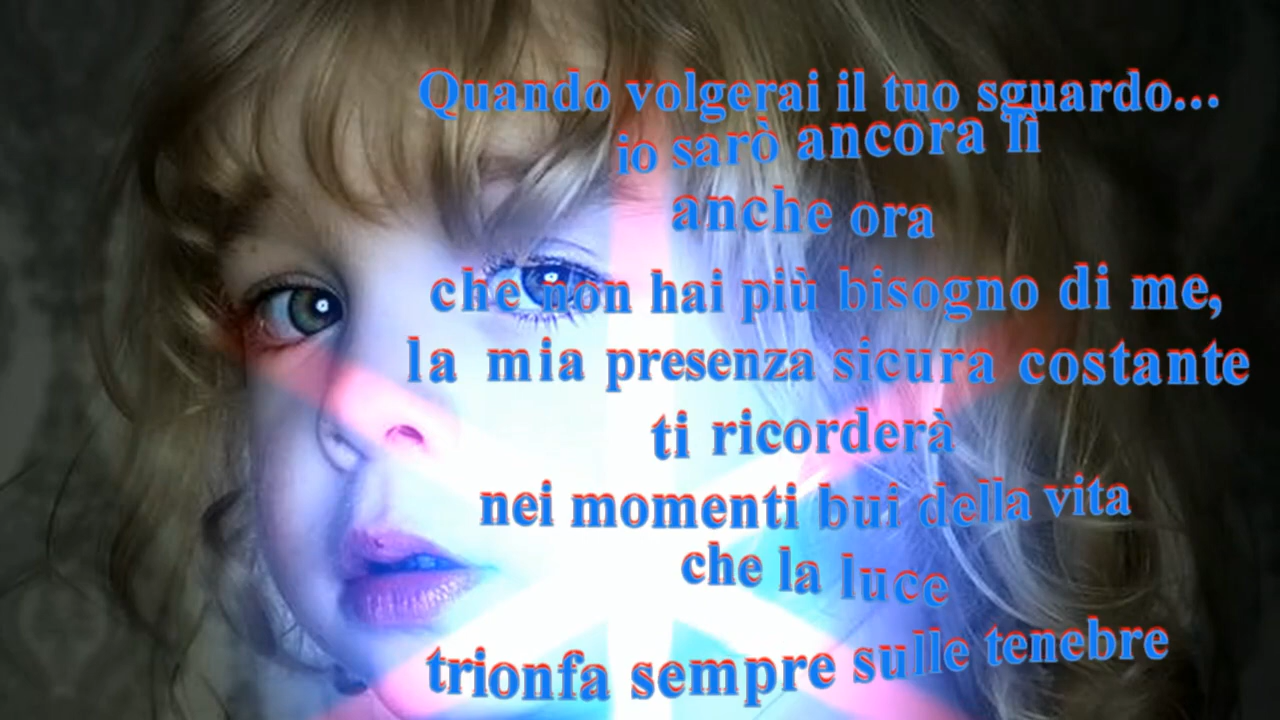 Quando volgerai il tuo sguardo...
io sarò ancora lì
anche ora
che non hai più bisogno di me,
la mia presenza sicura costante
ti ricorderà
nei momenti bui della vita
che la luce
trionfa sempre sulle tenebre